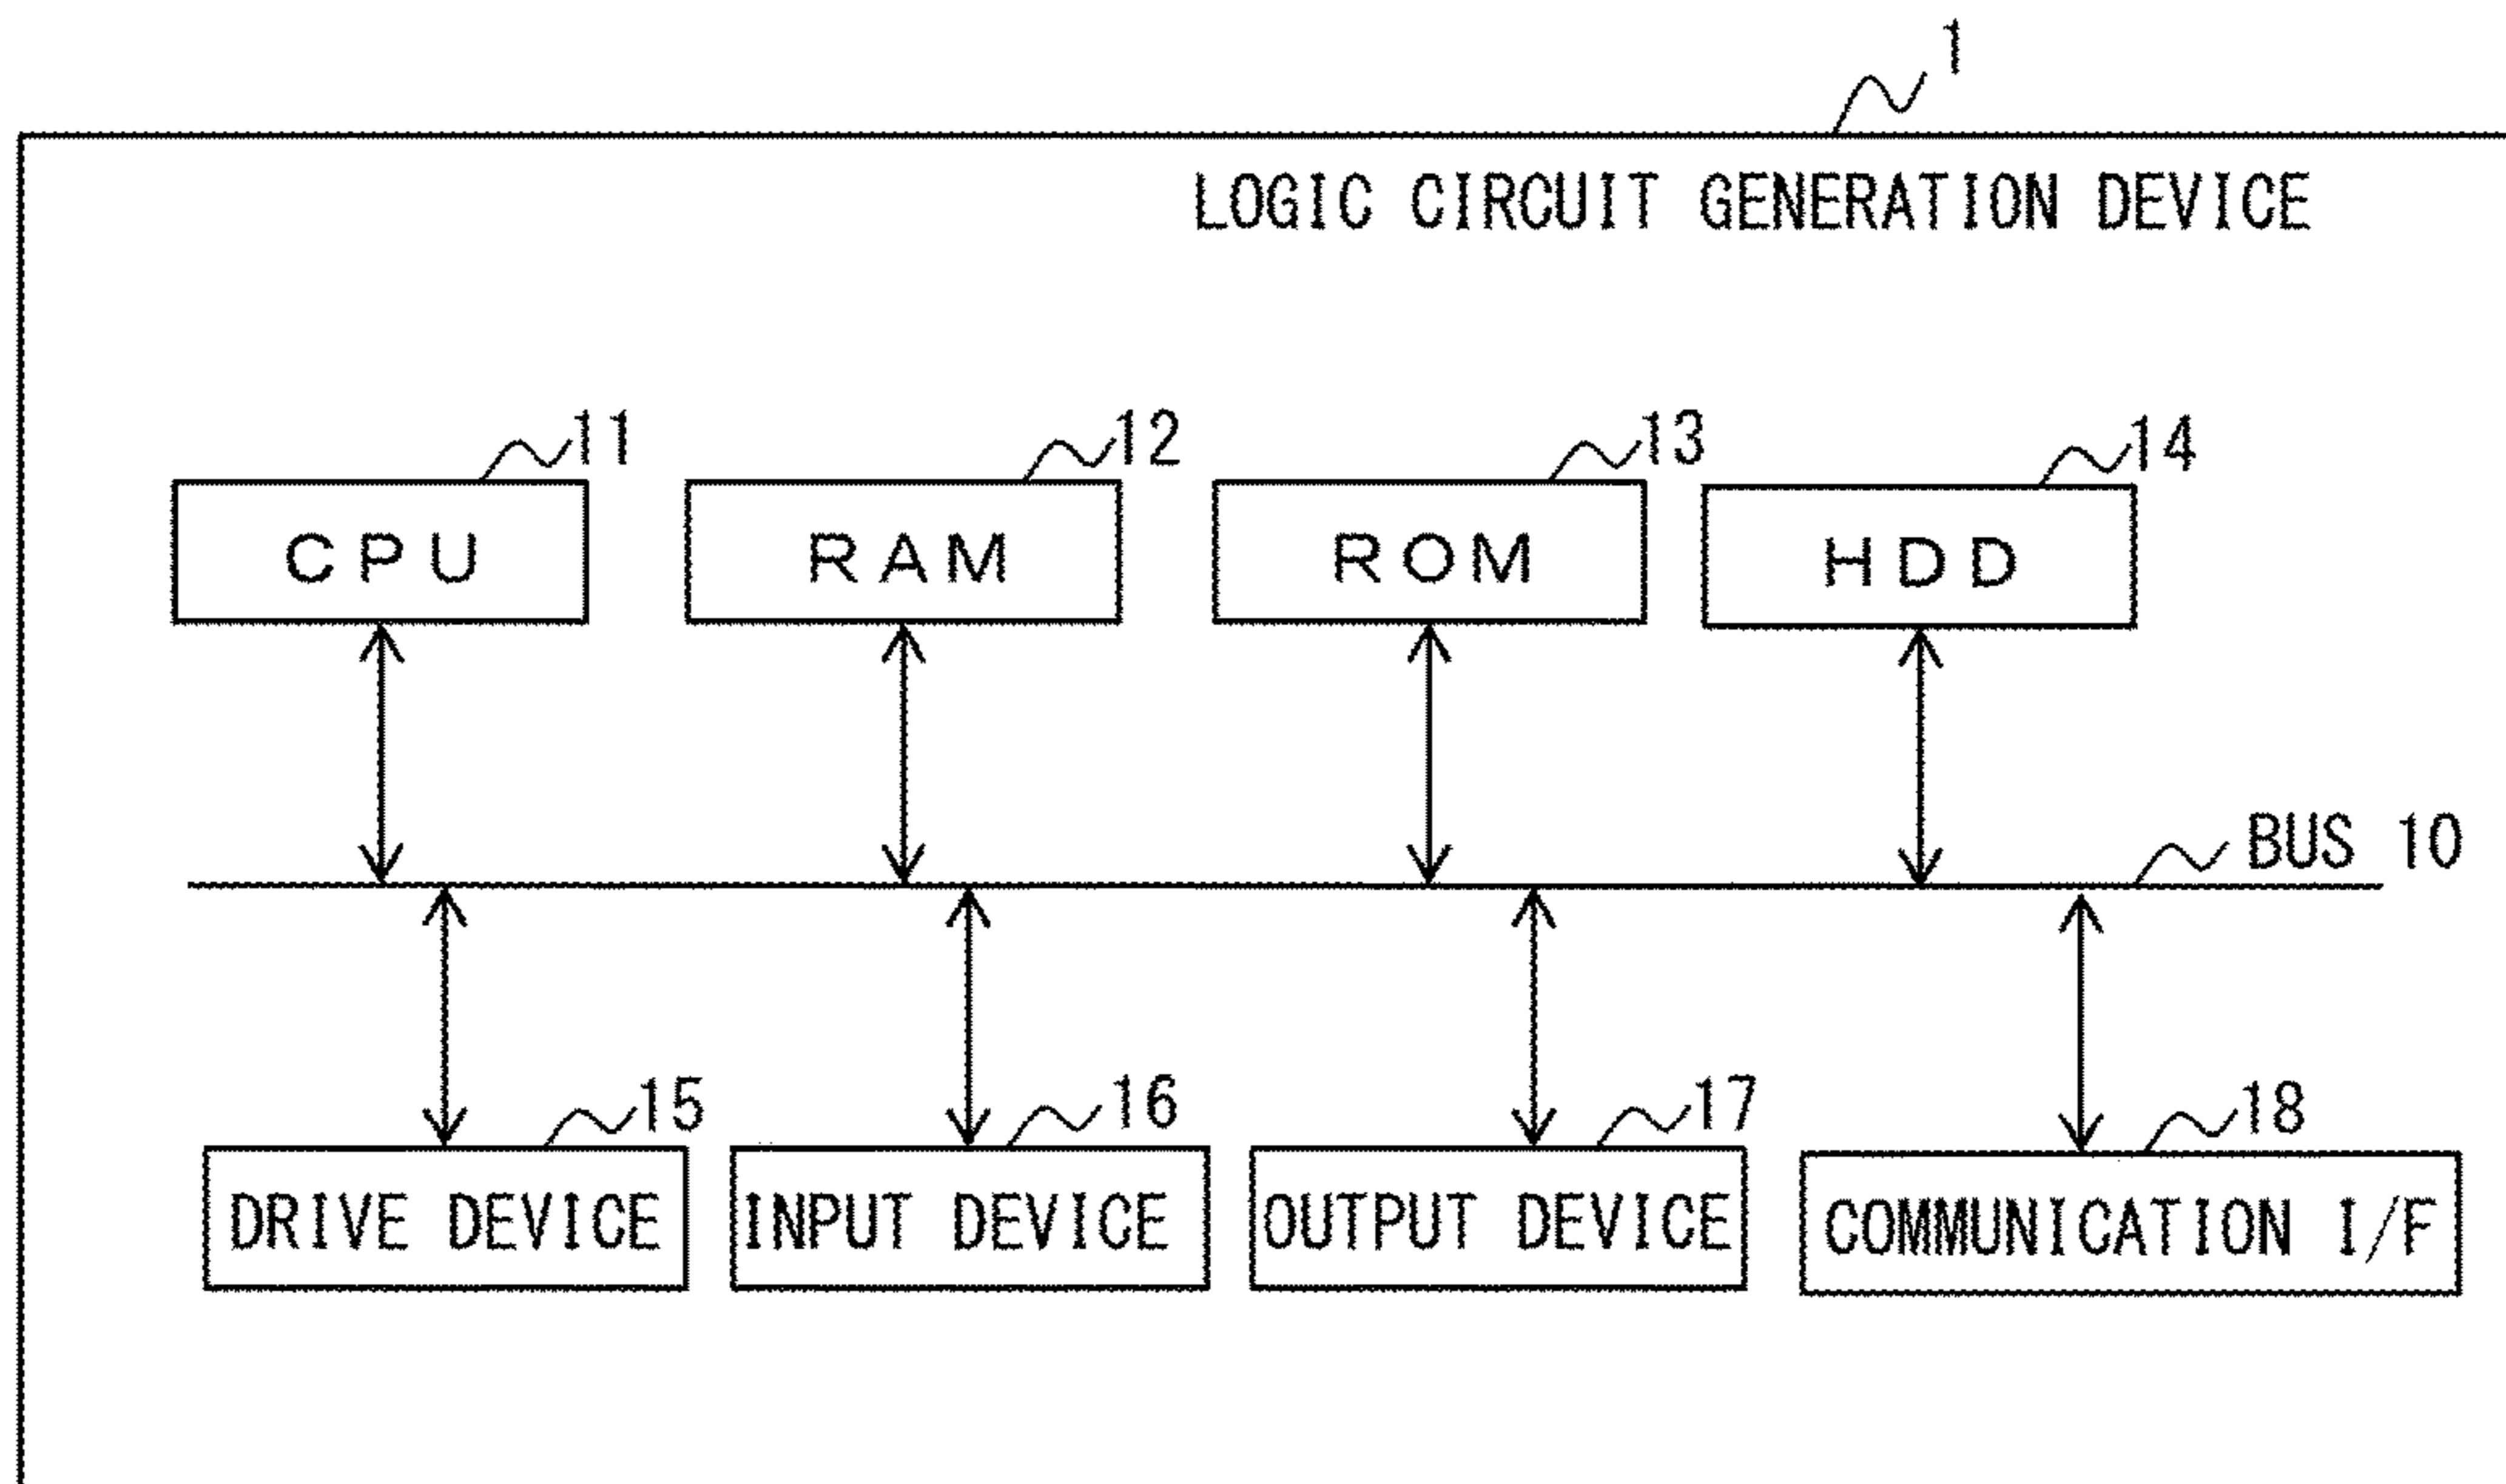 1
LOGIC CIRCUIT GENERATION DEVICE
11 12 13 14
CPU RAM ROM HDD
BUS 10
15 16 17 18
DRIVE DEVICE INPUT DEVICE OUTPUT DEVICE COMMUNICATION I/F